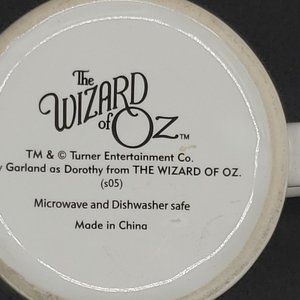 The
WIZARD
of OZ™
TM & © Turner Entertainment Co.
y Garland as Dorothy from THE WIZARD OF OZ.
(s05)
Microwave and Dishwasher safe
Made in China